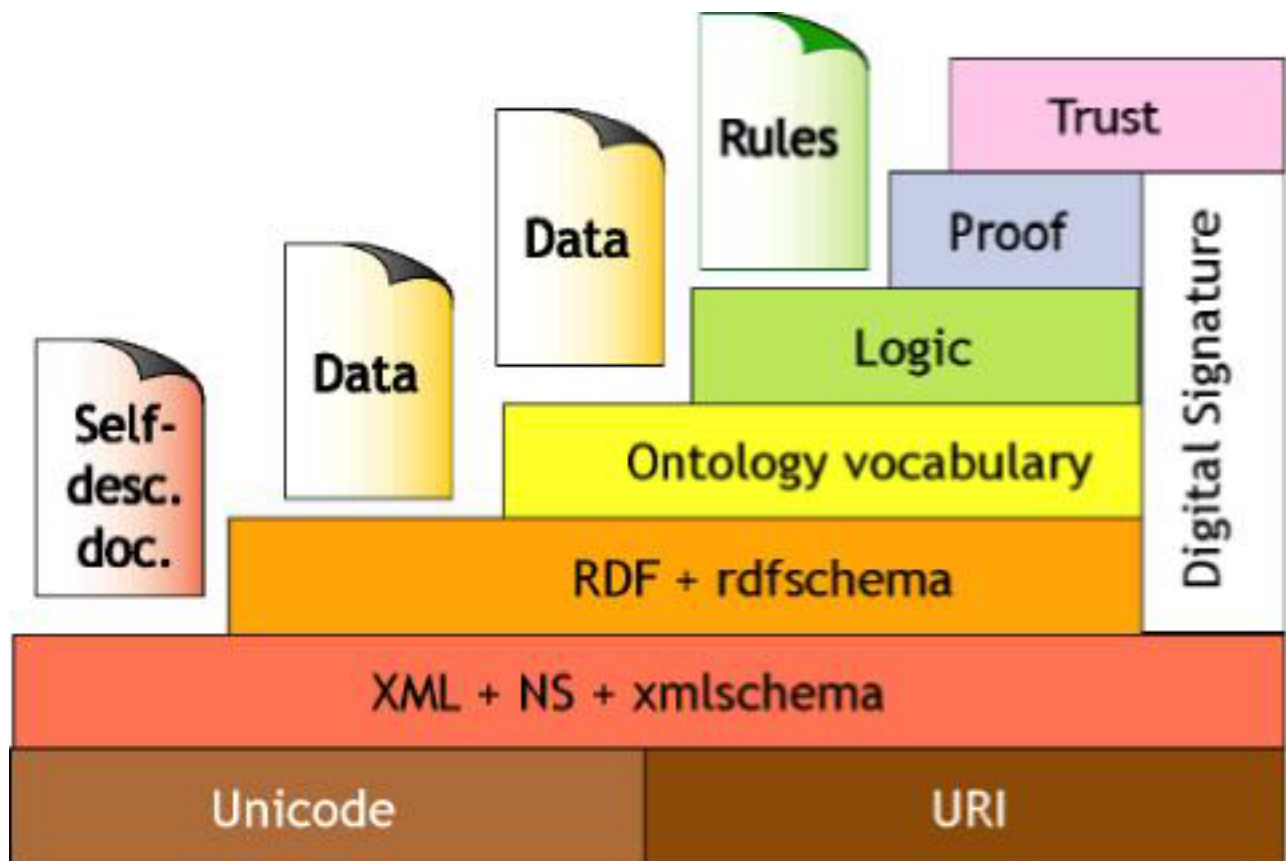 Rules
Trust
Data
Proof
Data
Logic
Self-
desc.
doc.
Ontology vocabulary
Digital Signature
RDF + rdfschema
XML + NS + xmlschema
Unicode
URI